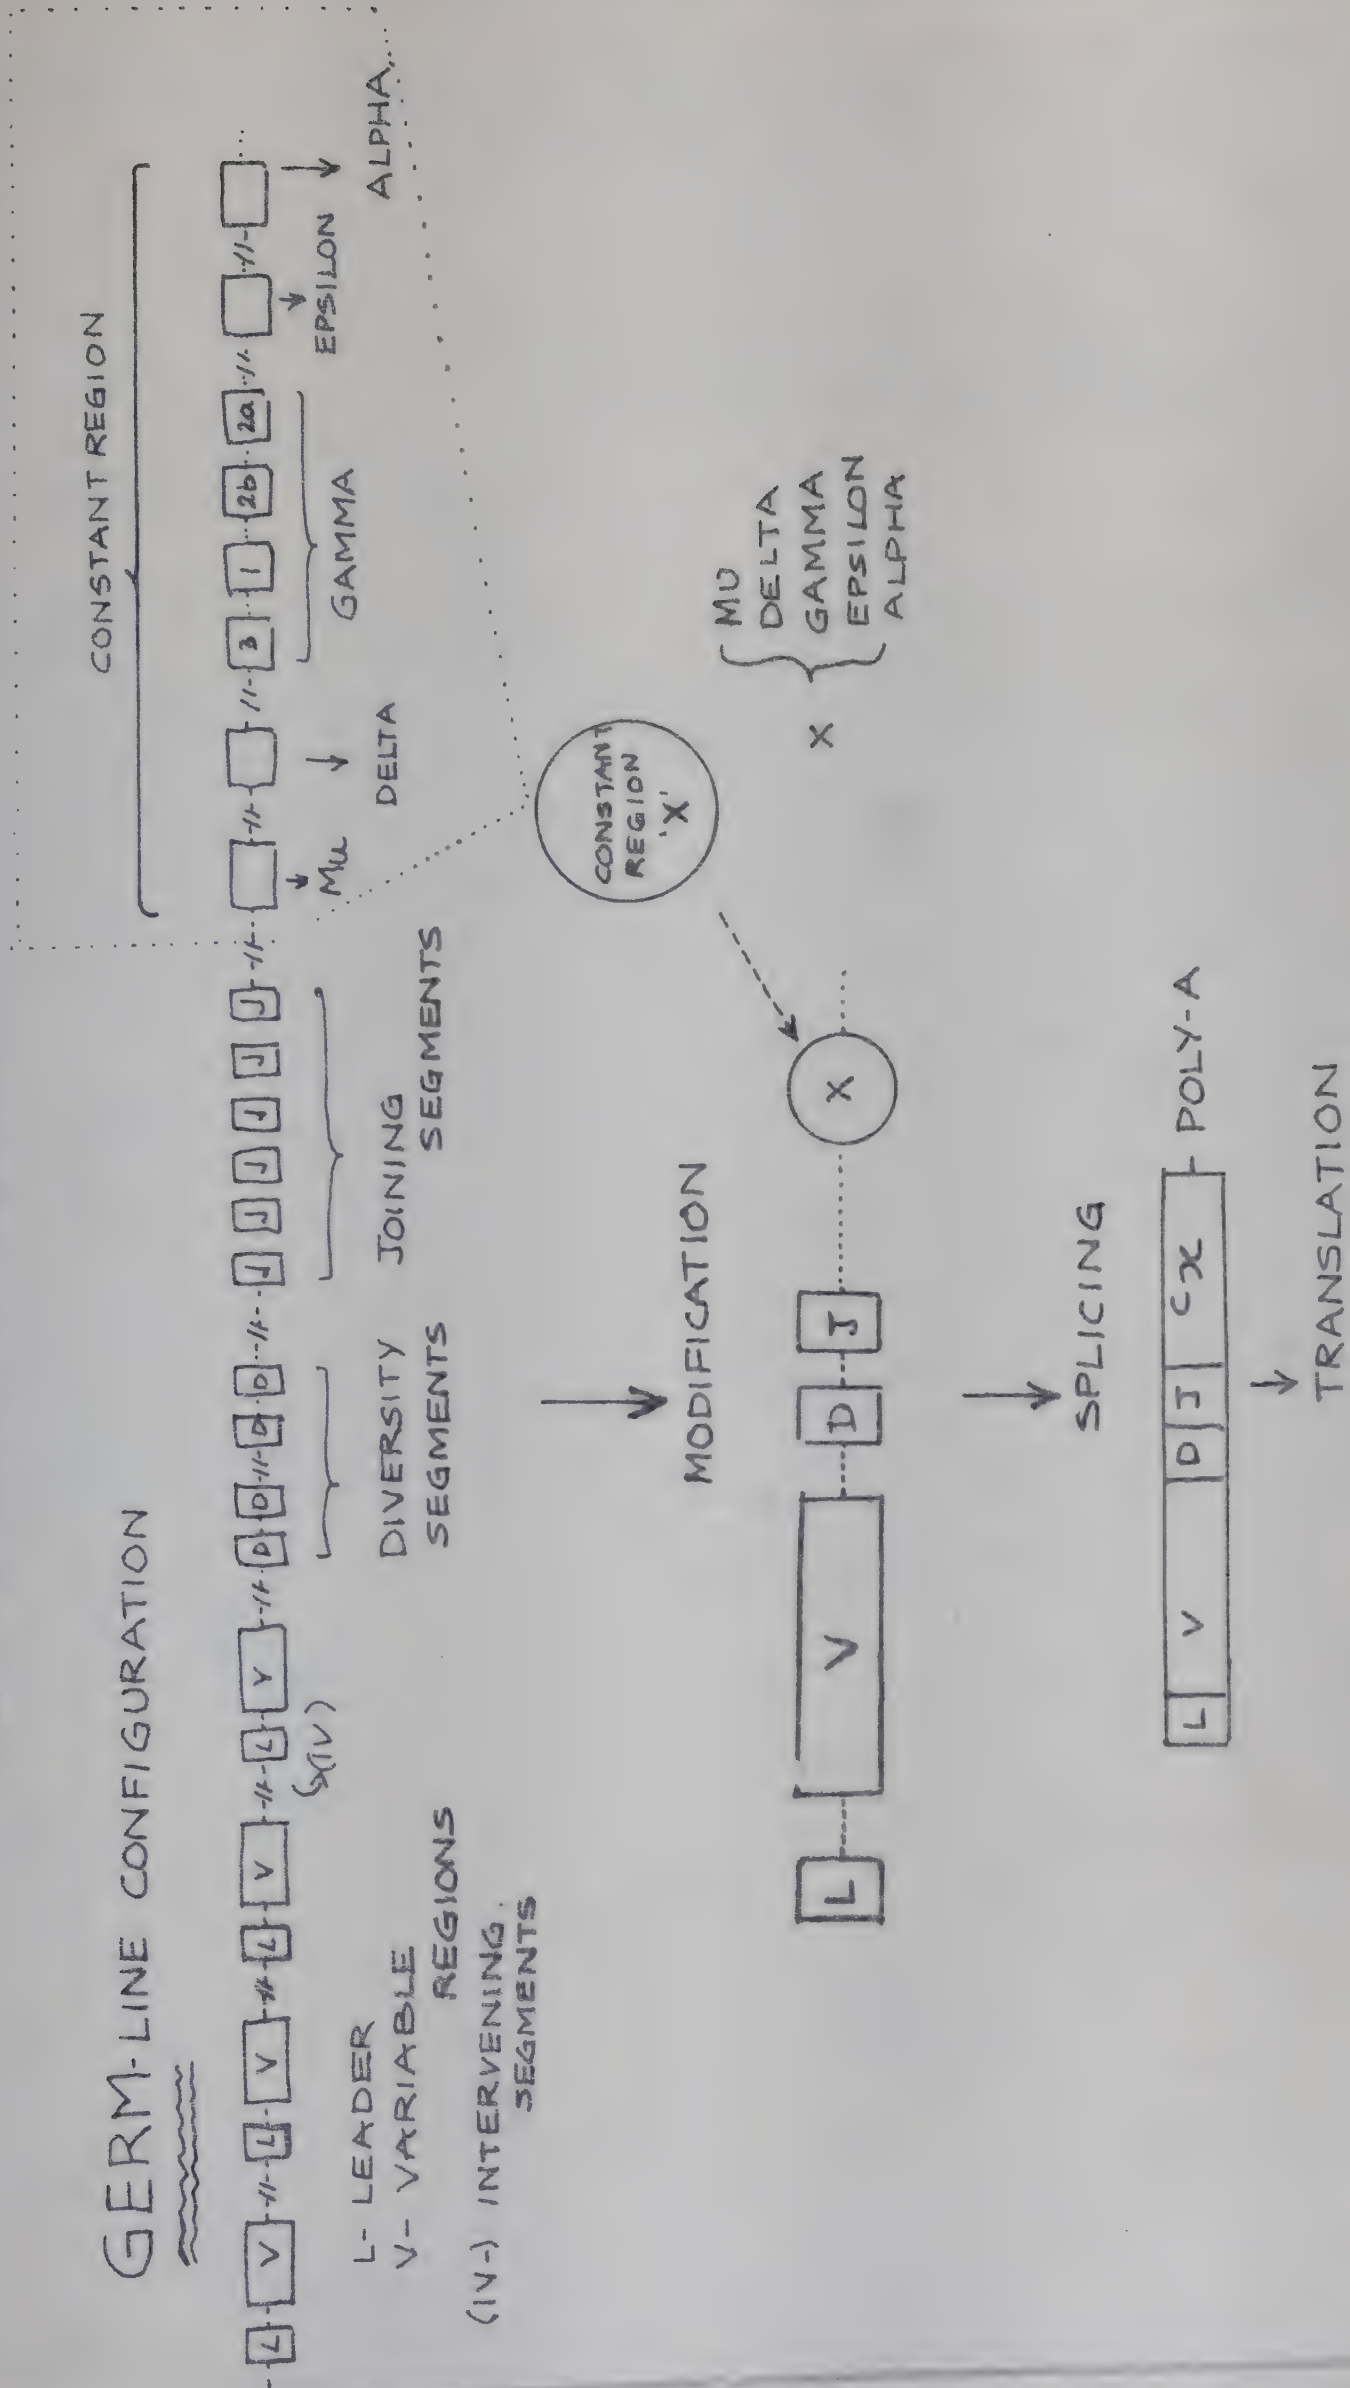 GERM-LINE CONFIGURATION
CONSTANT REGION
L V L V L V L V D D D D J J J J J J 3 1 2b 2a
(IV)
Mu
DELTA
GAMMA
EPSILON
ALPHA
L- LEADER
V- VARIABLE
REGIONS
(IV-) INTERVENING.
SEGMENTS
DIVERSITY
SEGMENTS
JOINING
SEGMENTS
MODIFICATION
CONSTANT
REGION
'X'
L V D J X
X
MU
DELTA
GAMMA
EPSILON
ALPHA
SPLICING
L V D J C x POLY-A
TRANSLATION